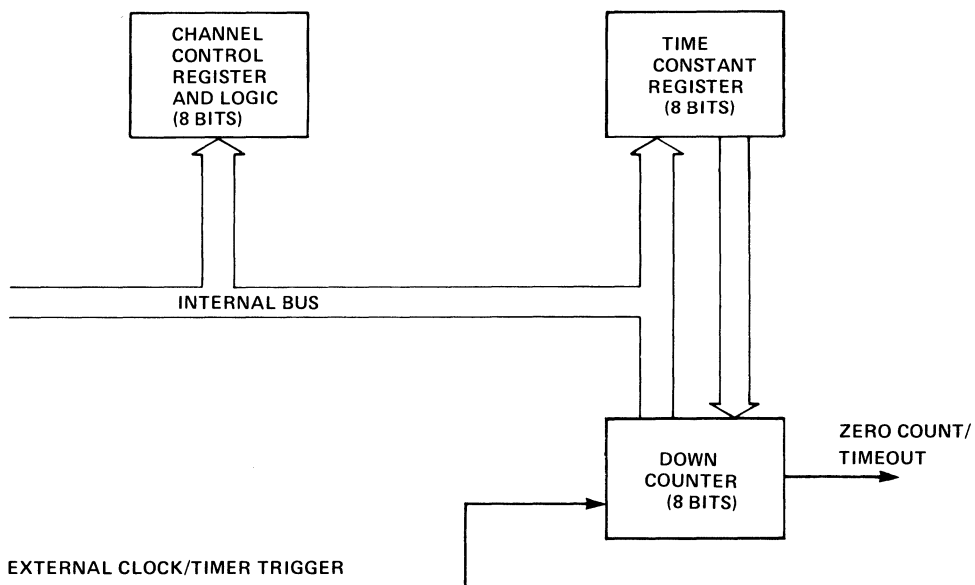 CHANNEL
CONTROL
REGISTER
AND LOGIC
(8 BITS)
TIME
CONSTANT
REGISTER
(8 BITS)
INTERNAL BUS
DOWN
COUNTER
(8 BITS)
ZERO COUNT/
TIMEOUT
EXTERNAL CLOCK/TIMER TRIGGER